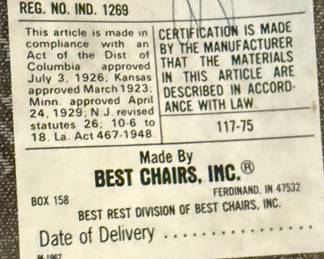 REG. NO. IND. 1269
This article is made in
compliance with an
Act of the Dist of
Columbia approved
July 3, 1926, Kansas
approved March 1923;
Minn. approved April
24, 1929; N.J. revised
statutes 26; 10-6 to
18. La. Act 467-1948.
CERTIFICATION IS MADE
BY THE MANUFACTURER
THAT THE MATERIALS
IN THIS ARTICLE ARE
DESCRIBED IN ACCORD-
ANCE WITH LAW.
117-75
Made By
BEST CHAIRS, INC.®
BOX 158
FERDINAND, IN 47532
BEST REST DIVISION OF BEST CHAIRS, INC.
Date of Delivery ................